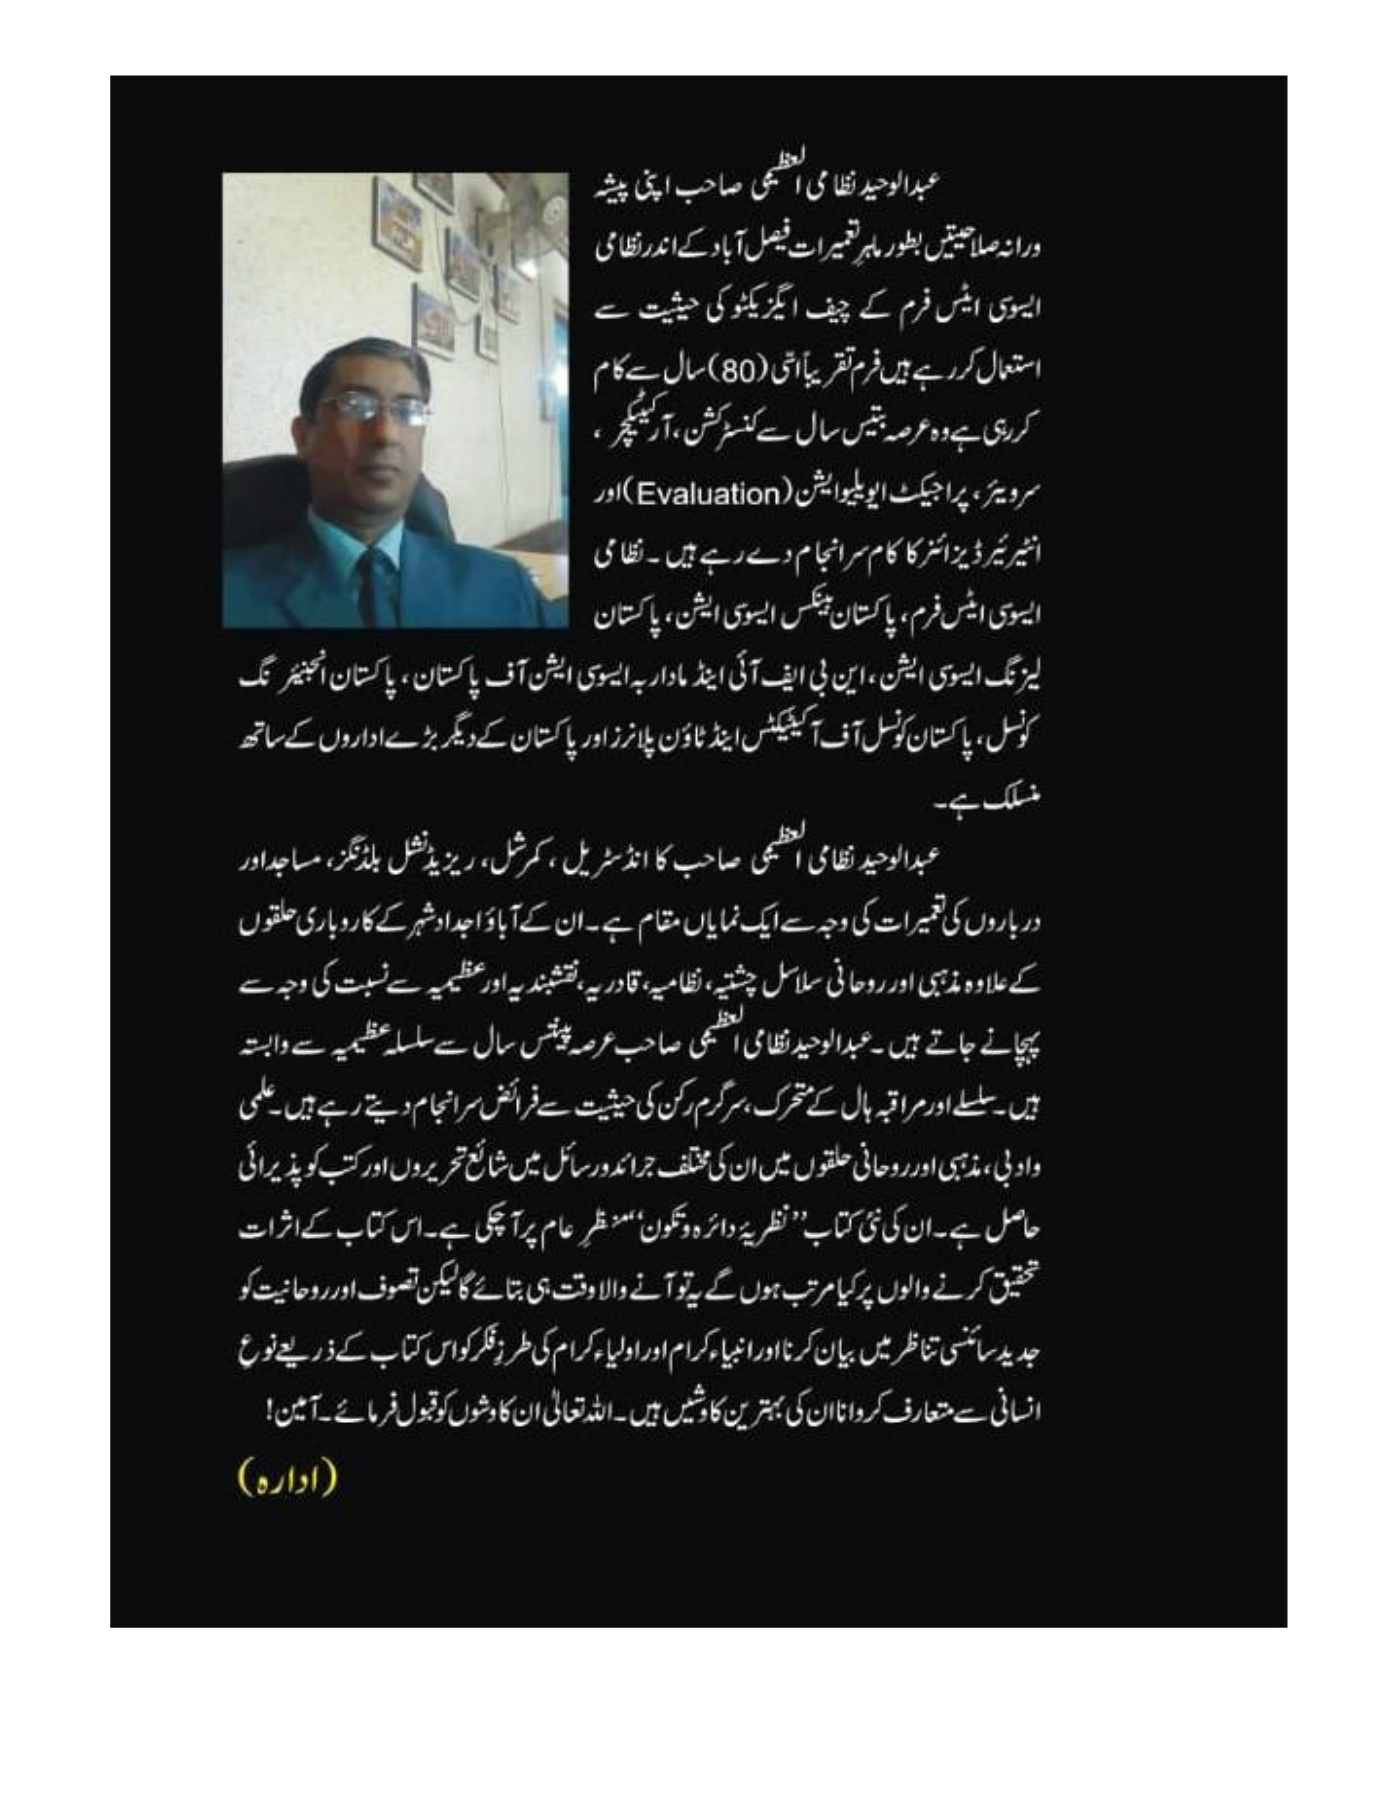 عبدالوحید نظامی العظیمی صاحب اپنی پیشہ
ورانہ صلاحیتیں بطور ماہرِ تعمیرات فیصل آباد کے اندر نظامی
ایسوسی ایٹس فرم کے چیف ایگزیکٹو کی حیثیت سے
استعمال کر رہے ہیں فرم تقریباً اسّی (80) سال سے کام
کر رہی ہے وہ عرصہ بتیس سال سے کنسٹرکشن، آرکیٹیکچر ،
سرویئر، پراجیکٹ ایویلیوایشن (Evaluation) اور
انٹیرئیر ڈیزائنر کا کام سرانجام دے رہے ہیں ۔ نظامی
ایسوسی ایٹس فرم، پاکستان بینکس ایسوسی ایشن، پاکستان
لیزنگ ایسوسی ایشن، این بی ایف آئی اینڈ مادار بہ ایسوسی ایشن آف پاکستان، پاکستان انجینئرنگ
کونسل، پاکستان کونسل آف آکیٹیکٹس اینڈ ٹاؤن پلانرز اور پاکستان کے دیگر بڑے اداروں کے ساتھ
منسلک ہے۔
عبدالوحید نظامی العظیمی صاحب کا انڈسٹریل ، کمرشل، ریزیڈنشل بلڈنگز، مساجد اور
درباروں کی تعمیرات کی وجہ سے ایک نمایاں مقام ہے۔ ان کے آباؤ اجداد شہر کے کاروباری حلقوں
کے علاوہ مذہبی اور روحانی سلاسل چشتیہ، نظامیہ، قادریہ، نقشبندیہ اور عظیمیہ سے نسبت کی وجہ سے
پہچانے جاتے ہیں ۔ عبدالوحید نظامی العظیمی صاحب عرصہ پینتس سال سے سلسلہ عظیمیہ سے وابستہ
ہیں۔ سلسلے اور مراقبہ ہال کے متحرک، سرگرم رکن کی حیثیت سے فرائض سرانجام دیتے رہے ہیں۔ علمی
وادبی، مذہبی اور روحانی حلقوں میں ان کی مختلف جرائد ورسائل میں شائع تحریروں اور کتب کو پذیرائی
حاصل ہے۔ ان کی نئی کتاب ”نظریۂ دائرہ وتکون“ منظرِ عام پر آ چکی ہے۔ اس کتاب کے اثرات
تحقیق کرنے والوں پر کیا مرتب ہوں گے یہ تو آنے والا وقت ہی بتائے گا لیکن تصوف اور روحانیت کو
جدید سائنسی تناظر میں بیان کرنا اور انبیاء کرام اور اولیاء کرام کی طرزِ فکر کو اس کتاب کے ذریعے نوع
انسانی سے متعارف کروانا ان کی بہترین کاوشیں ہیں۔ اللہ تعالیٰ ان کاوشوں کو قبول فرمائے۔ آمین!
(ادارہ)